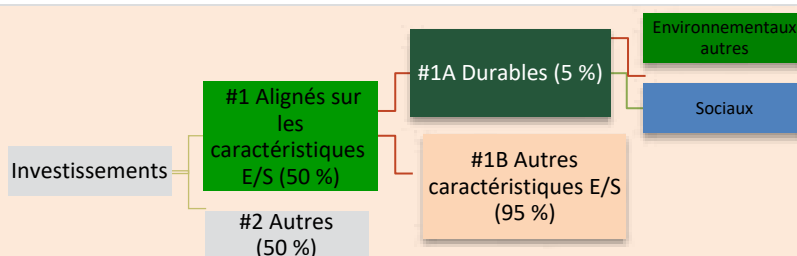 Investissements
#1 Alignés sur
les
caractéristiques
E/S (50 %)
#2 Autres
(50 %)
#1A Durables (5 %)
#1B Autres
caractéristiques E/S
(95 %)
Environnementaux
autres
Sociaux